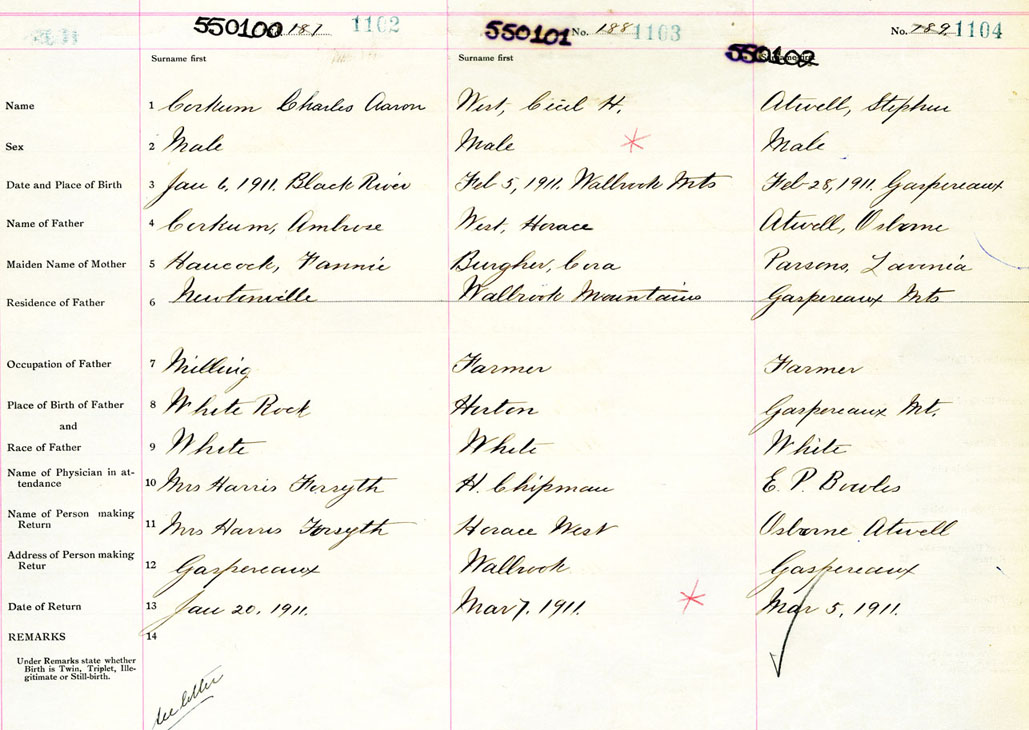 550100 187 1102 550101 No. 188 1103 No. 789 1104
550102
Surname first Surname first
Name 1 Corkum Charles Aaron West, Cecil H. Atwell, Stephen
Sex 2 Male Male Male
Date and Place of Birth 3 Jan 6, 1911. Black River Feb 5, 1911. Wallbrook Mts Feb 28, 1911. Gaspereaux
Name of Father 4 Corkum, Ambrose West, Horace Atwell, Osborne
Maiden Name of Mother 5 Hancock, Fannie Burgher, Cora Parsons, Lavenia
Residence of Father 6 Newtonville Wallbrook Mountains Gaspereaux Mts
Occupation of Father 7 Milling Farmer Farmer
Place of Birth of Father 8 White Rock Horton Gaspereaux Mt.
and
Race of Father 9 White White White
Name of Physician in at-
tendance 10 Mrs Harris Forsyth H. Chipman E. P. Bowles
Name of Person making
Return 11 Mrs Harris Forsyth Horace West Osborne Atwell
Address of Person making
Retur 12 Gaspereaux Wallbrook Gaspereaux
Date of Return 13 Jan 20, 1911. Mar 7, 1911. Mar 5, 1911.
REMARKS 14
Under Remarks state whether
Birth is Twin, Triplet, Ille-
gitimate or Still-birth.
see letter